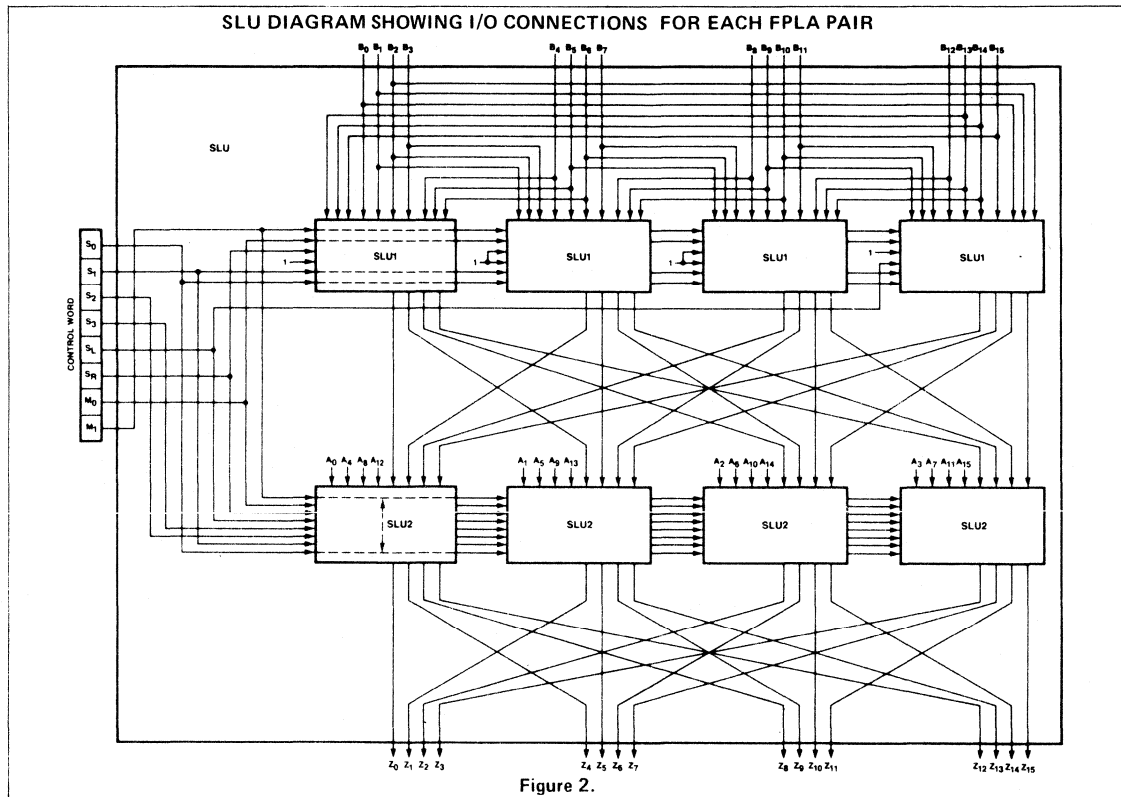 SLU DIAGRAM SHOWING I/O CONNECTIONS FOR EACH FPLA PAIR
B0 B1 B2 B3 B4 B5 B6 B7 B8 B9 B10 B11 B12 B13 B14 B15
SLU
CONTROL WORD
S0
S1
S2
S3
SL
SR
M0
M1
1 SLU1 1 SLU1 1 SLU1 1 SLU1
A0 A4 A8 A12 A1 A5 A9 A13 A2 A6 A10 A14 A3 A7 A11 A15
SLU2 SLU2 SLU2 SLU2
Z0 Z1 Z2 Z3 Z4 Z5 Z6 Z7 Z8 Z9 Z10 Z11 Z12 Z13 Z14 Z15
Figure 2.